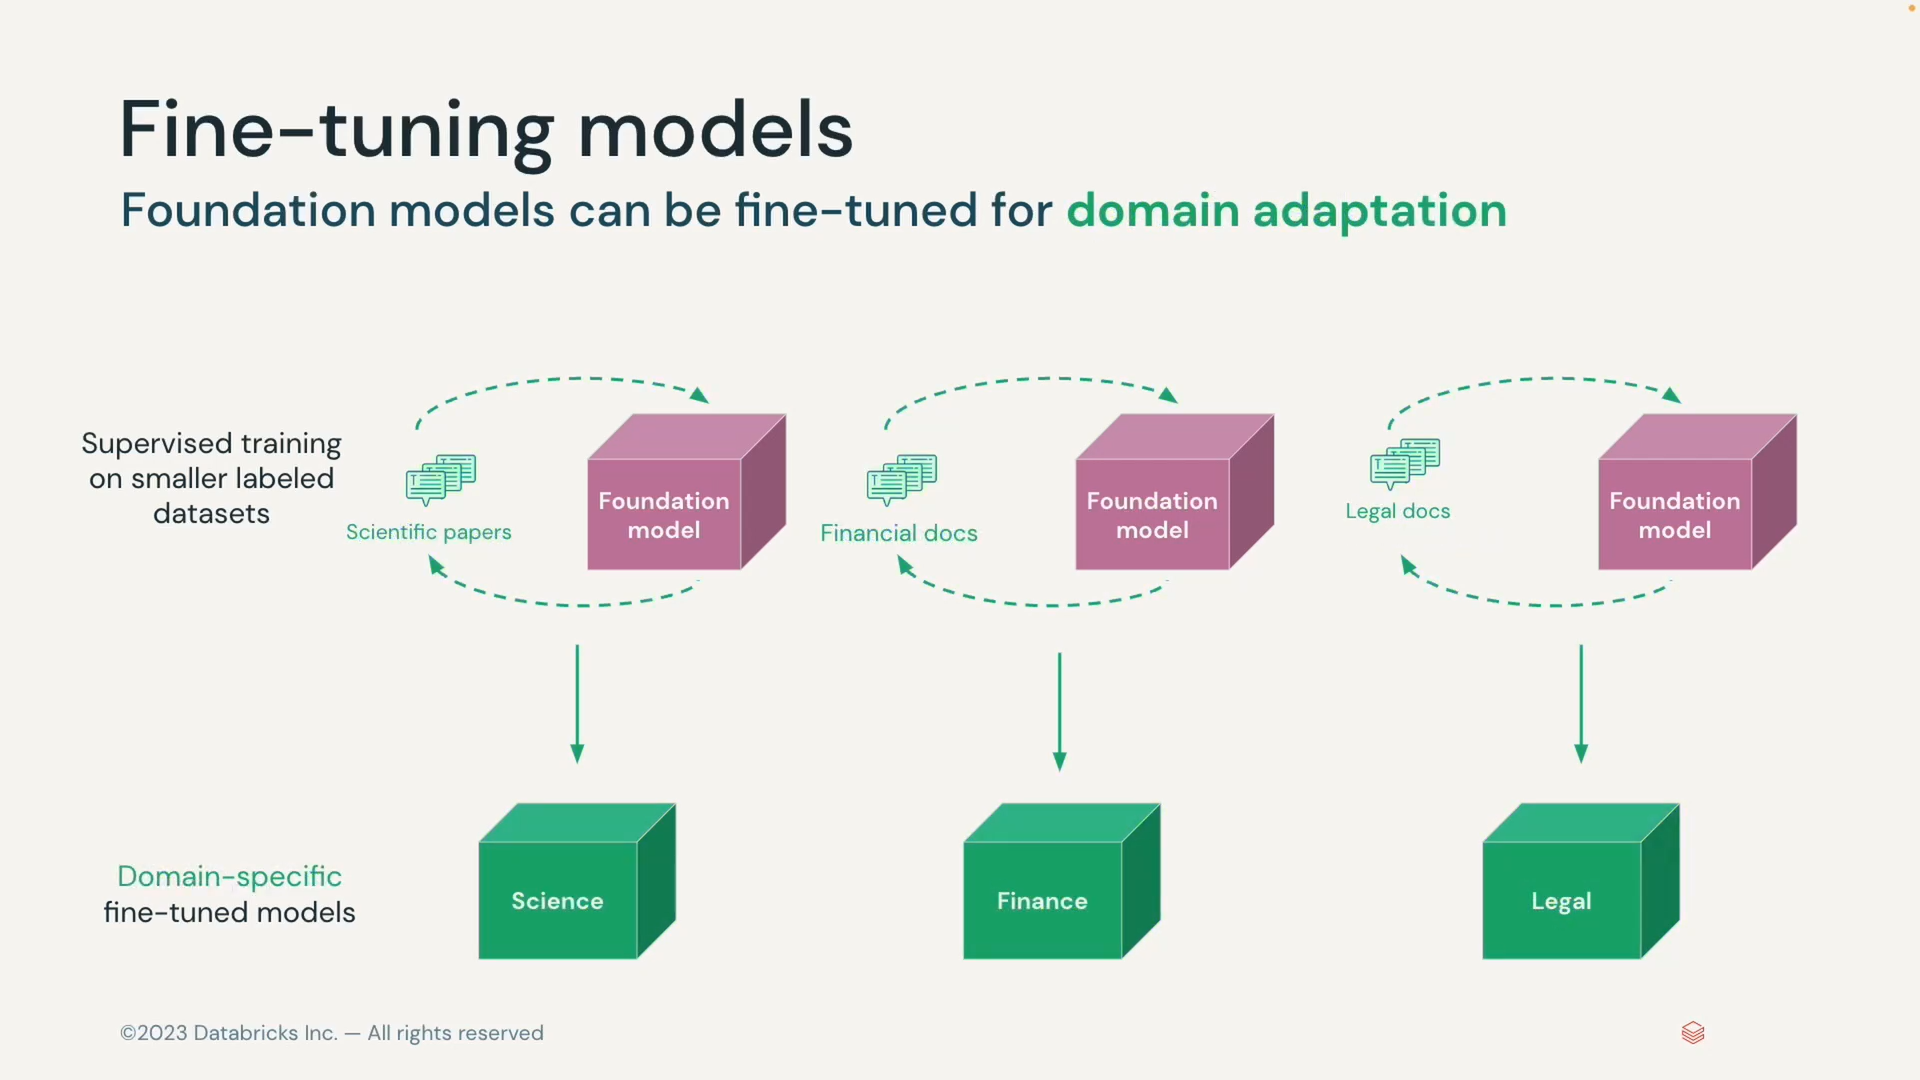 Fine-tuning models
Foundation models can be fine-tuned for domain adaptation
Supervised training
on smaller labeled
datasets
Scientific papers
Foundation
model
Financial docs
Foundation
model
Legal docs
Foundation
model
Domain-specific
fine-tuned models
Science
Finance
Legal
©2023 Databricks Inc. — All rights reserved